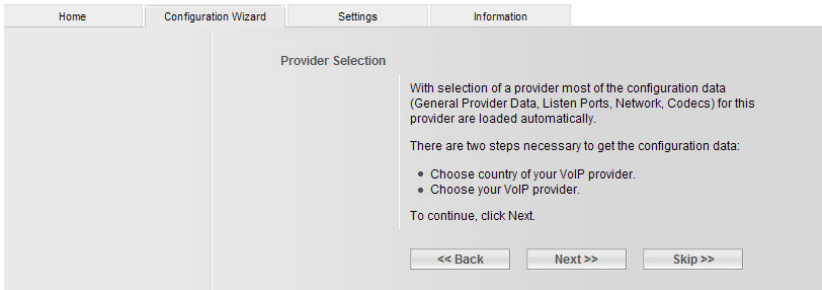 Home Configuration Wizard Settings Information
Provider Selection
With selection of a provider most of the configuration data
(General Provider Data, Listen Ports, Network, Codecs) for this
provider are loaded automatically.
There are two steps necessary to get the configuration data:
• Choose country of your VoIP provider.
• Choose your VoIP provider.
To continue, click Next.
<< Back Next >> Skip >>